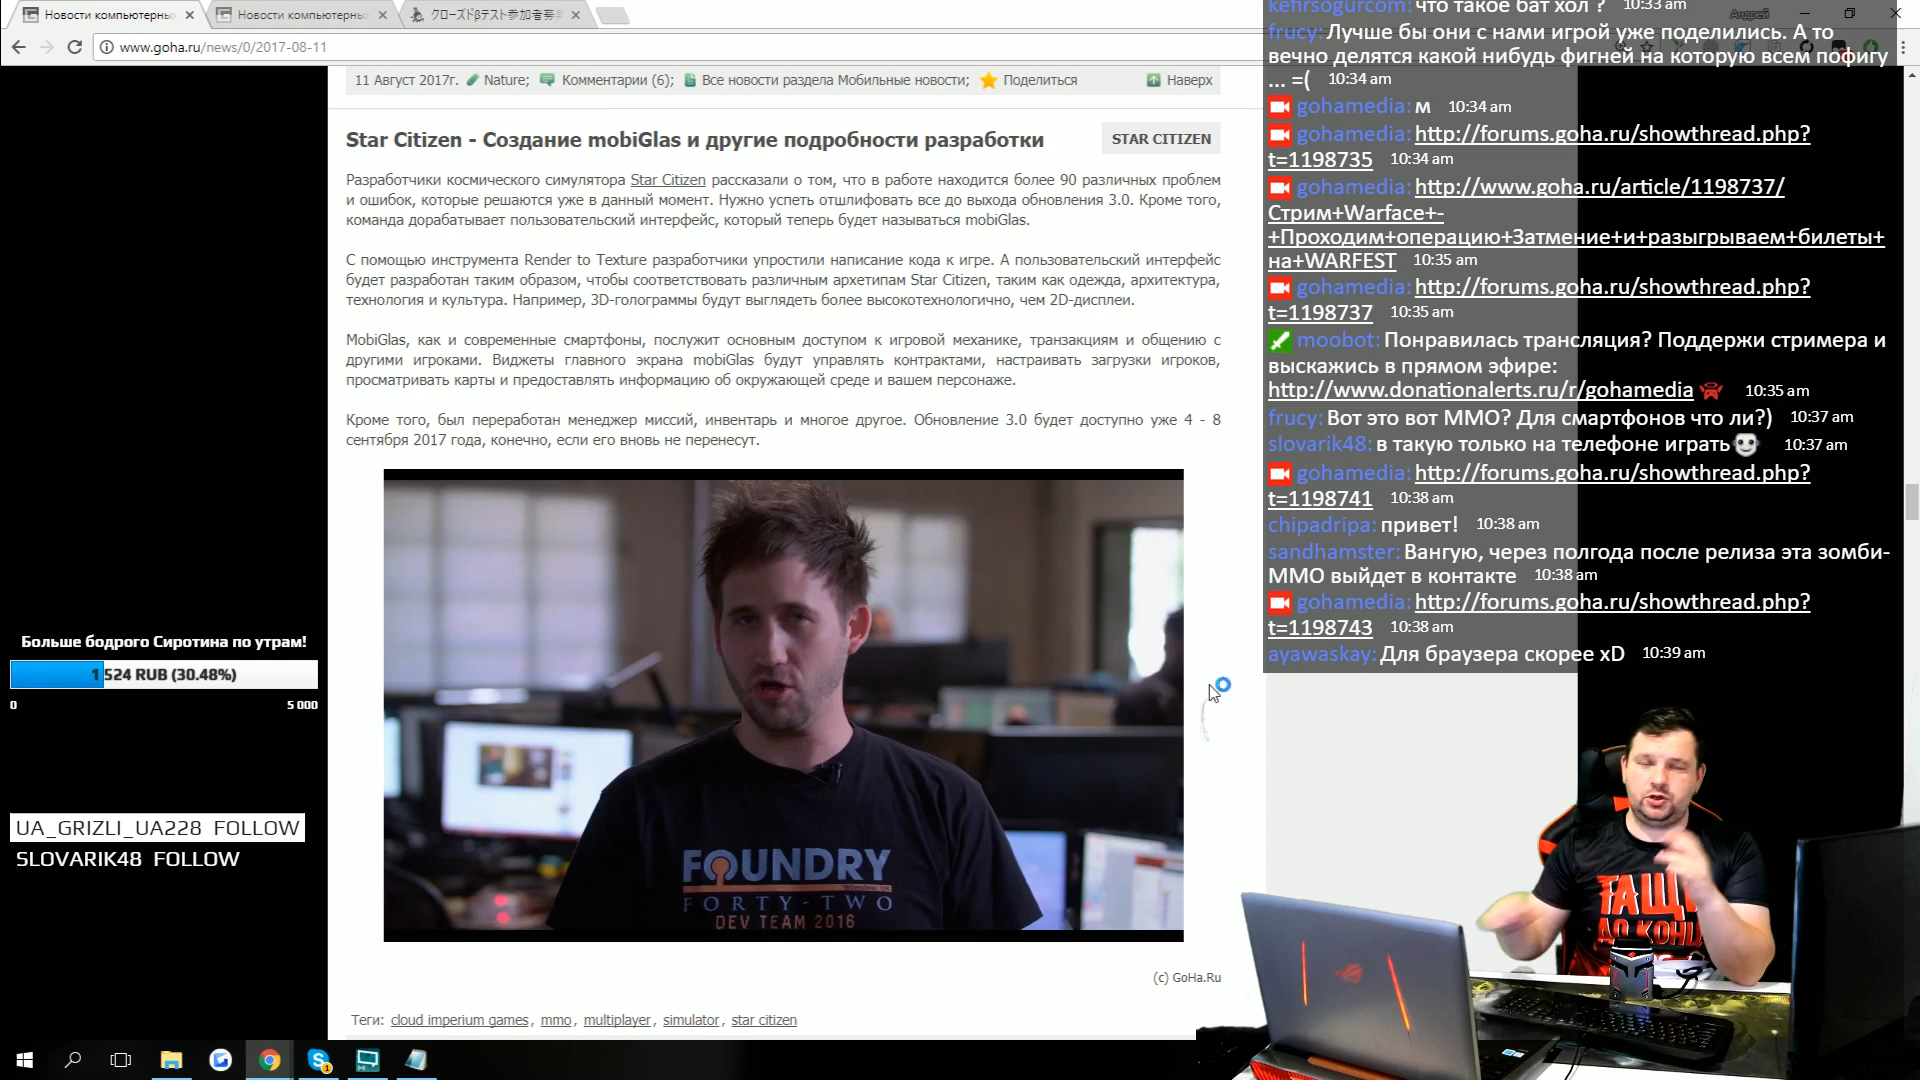 Новости компьютерны
Новости компьютерны
クローズドβテスト参加者募集
Андрей
www.goha.ru/news/0/2017-08-11
11 Август 2017г. Nature; Комментарии (6); Все новости раздела Мобильные новости; Поделиться Наверх
Star Citizen - Создание mobiGlas и другие подробности разработки
STAR CITIZEN
Разработчики космического симулятора Star Citizen рассказали о том, что в работе находится более 90 различных проблем
и ошибок, которые решаются уже в данный момент. Нужно успеть отшлифовать все до выхода обновления 3.0. Кроме того,
команда дорабатывает пользовательский интерфейс, который теперь будет называться mobiGlas.
С помощью инструмента Render to Texture разработчики упростили написание кода к игре. А пользовательский интерфейс
будет разработан таким образом, чтобы соответствовать различным архетипам Star Citizen, таким как одежда, архитектура,
технология и культура. Например, 3D-голограммы будут выглядеть более высокотехнологично, чем 2D-дисплеи.
MobiGlas, как и современные смартфоны, послужит основным доступом к игровой механике, транзакциям и общению с
другими игроками. Виджеты главного экрана mobiGlas будут управлять контрактами, настраивать загрузки игроков,
просматривать карты и предоставлять информацию об окружающей среде и вашем персонаже.
Кроме того, был переработан менеджер миссий, инвентарь и многое другое. Обновление 3.0 будет доступно уже 4 - 8
сентября 2017 года, конечно, если его вновь не перенесут.
FOUNDRY
FORTY-TWO
DEV TEAM 2016
(c) GoHa.Ru
Теги: cloud imperium games, mmo, multiplayer, simulator, star citizen
Больше бодрого Сиротина по утрам!
1 524 RUB (30.48%)
0 5 000
UA_GRIZLI_UA228 FOLLOW
SLOVARIK48 FOLLOW
kefirsogurcom: что такое бат хол ? 10:33 am
frucy: Лучше бы они с нами игрой уже поделились. А то
вечно делятся какой нибудь фигней на которую всем пофигу
... =( 10:34 am
gohamedia: м 10:34 am
gohamedia: http://forums.goha.ru/showthread.php?
t=1198735 10:34 am
gohamedia: http://www.goha.ru/article/1198737/
Стрим+Warface+-
+Проходим+операцию+Затмение+и+разыгрываем+билеты+
на+WARFEST 10:35 am
gohamedia: http://forums.goha.ru/showthread.php?
t=1198737 10:35 am
moobot: Понравилась трансляция? Поддержи стримера и
выскажись в прямом эфире:
http://www.donationalerts.ru/r/gohamedia 10:35 am
frucy: Вот это вот ММО? Для смартфонов что ли?) 10:37 am
slovarik48: в такую только на телефоне играть 10:37 am
gohamedia: http://forums.goha.ru/showthread.php?
t=1198741 10:38 am
chipadripa: привет! 10:38 am
sandhamster: Вангую, через полгода после релиза эта зомби-
ММО выйдет в контакте 10:38 am
gohamedia: http://forums.goha.ru/showthread.php?
t=1198743 10:38 am
ayawaskay: Для браузера скорее xD 10:39 am
ТАЩИ
ДО КОНЦА